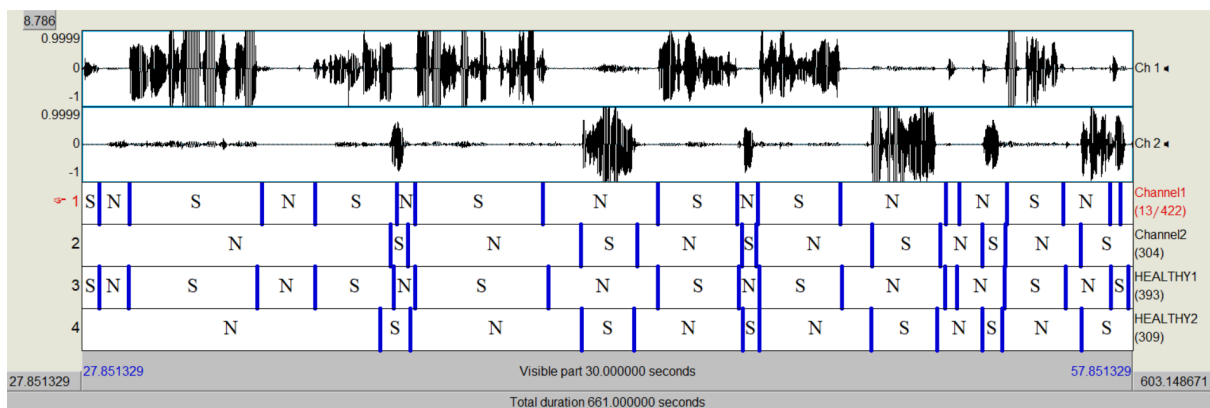 8.786
0.9999
0
-1
Ch 1
0.9999
0
-1
Ch 2
1 S N S N S N S N S N S N N S N Channel1
(13/422)
2 N S N S N S N S N S N S Channel2
(304)
3 S N S N S N S N S N S N N S N S HEALTHY1
(393)
4 N S N S N S N S N S N S HEALTHY2
(309)
27.851329 27.851329 Visible part 30.000000 seconds 57.851329 603.148671
Total duration 661.000000 seconds